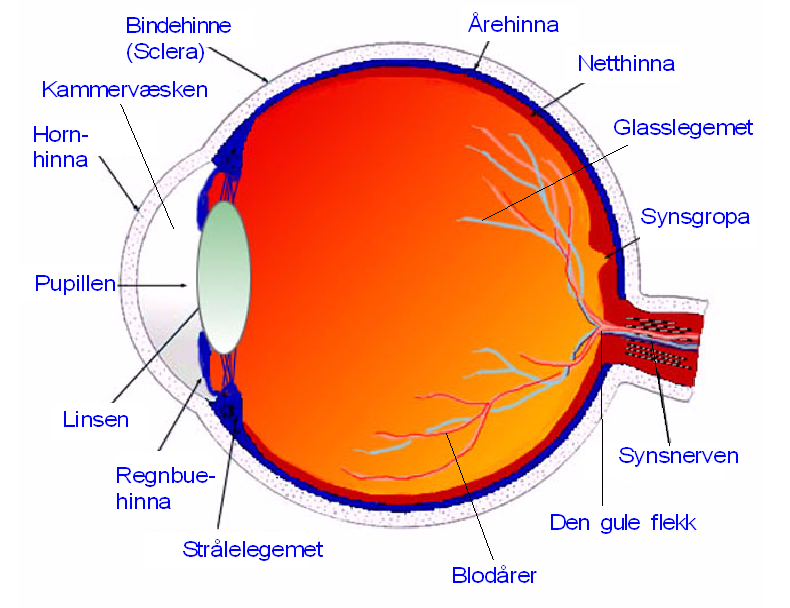 Bindehinne
(Sclera)
Årehinna
Kammervæsken
Netthinna
Horn-
hinna
Glasslegemet
Synsgropa
Pupillen
Linsen
Regnbue-
hinna
Synsnerven
Den gule flekk
Strålelegemet
Blodårer